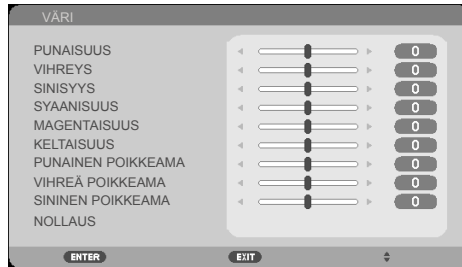 VÄRI
PUNAISUUS 0
VIHREYS 0
SINISYYS 0
SYAANISUUS 0
MAGENTAISUUS 0
KELTAISUUS 0
PUNAINEN POIKKEAMA 0
VIHREÄ POIKKEAMA 0
SININEN POIKKEAMA 0
NOLLAUS
ENTER EXIT